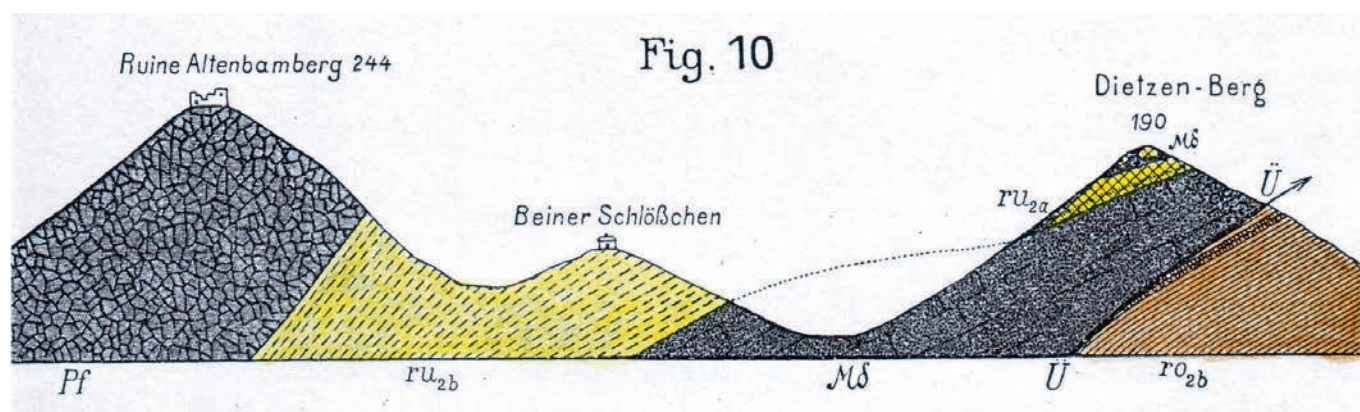 Fig. 10
Ruine Altenbamberg 244
Dietzen-Berg
190
Mδ
Ü
ru₂ₐ
Beiner Schlößchen
Pf
ru₂b
Mδ
Ü
ro₂b